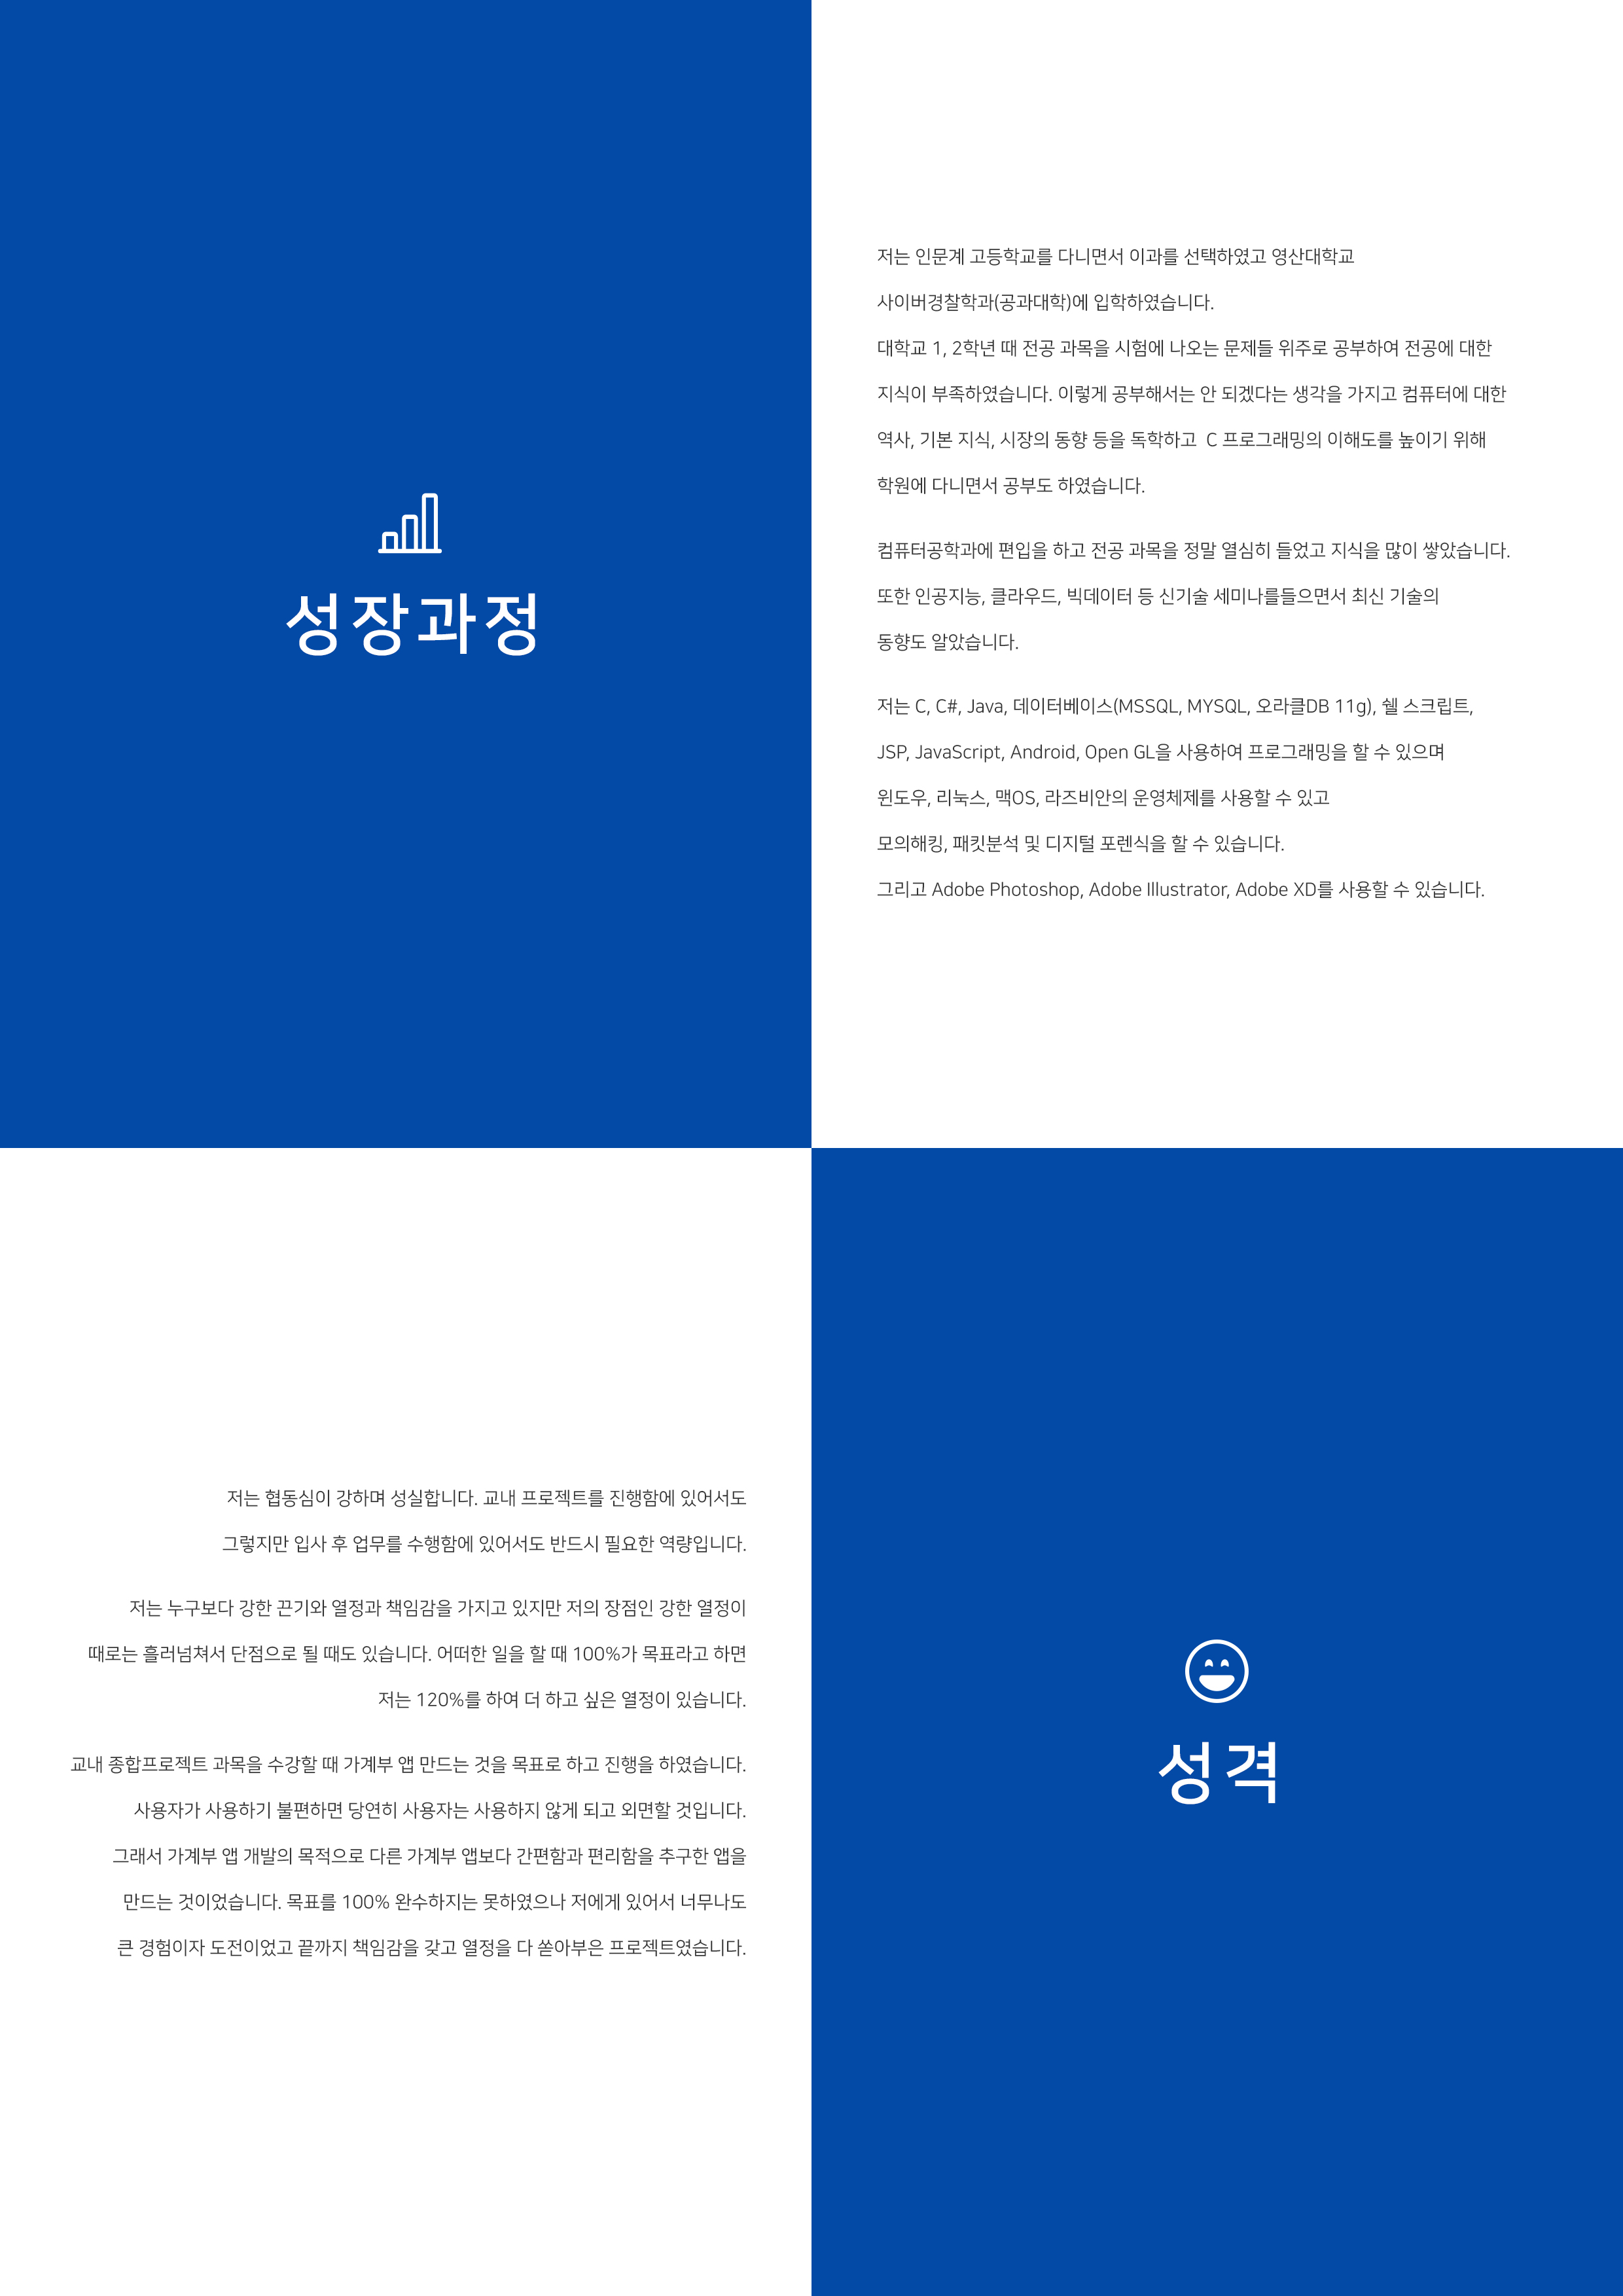 성장과정
저는 인문계 고등학교를 다니면서 이과를 선택하였고 영산대학교
사이버경찰학과(공과대학)에 입학하였습니다.
대학교 1, 2학년 때 전공 과목을 시험에 나오는 문제들 위주로 공부하여 전공에 대한
지식이 부족하였습니다. 이렇게 공부해서는 안 되겠다는 생각을 가지고 컴퓨터에 대한
역사, 기본 지식, 시장의 동향 등을 독학하고  C 프로그래밍의 이해도를 높이기 위해
학원에 다니면서 공부도 하였습니다.
컴퓨터공학과에 편입을 하고 전공 과목을 정말 열심히 들었고 지식을 많이 쌓았습니다.
또한 인공지능, 클라우드, 빅데이터 등 신기술 세미나를들으면서 최신 기술의
동향도 알았습니다.
저는 C, C#, Java, 데이터베이스(MSSQL, MYSQL, 오라클DB 11g), 쉘 스크립트,
JSP, JavaScript, Android, Open GL을 사용하여 프로그래밍을 할 수 있으며
윈도우, 리눅스, 맥OS, 라즈비안의 운영체제를 사용할 수 있고
모의해킹, 패킷분석 및 디지털 포렌식을 할 수 있습니다.
그리고 Adobe Photoshop, Adobe Illustrator, Adobe XD를 사용할 수 있습니다.
저는 협동심이 강하며 성실합니다. 교내 프로젝트를 진행함에 있어서도
그렇지만 입사 후 업무를 수행함에 있어서도 반드시 필요한 역량입니다.
저는 누구보다 강한 끈기와 열정과 책임감을 가지고 있지만 저의 장점인 강한 열정이
때로는 흘러넘쳐서 단점으로 될 때도 있습니다. 어떠한 일을 할 때 100%가 목표라고 하면
저는 120%를 하여 더 하고 싶은 열정이 있습니다.
교내 종합프로젝트 과목을 수강할 때 가계부 앱 만드는 것을 목표로 하고 진행을 하였습니다.
사용자가 사용하기 불편하면 당연히 사용자는 사용하지 않게 되고 외면할 것입니다.
그래서 가계부 앱 개발의 목적으로 다른 가계부 앱보다 간편함과 편리함을 추구한 앱을
만드는 것이었습니다. 목표를 100% 완수하지는 못하였으나 저에게 있어서 너무나도
큰 경험이자 도전이었고 끝까지 책임감을 갖고 열정을 다 쏟아부은 프로젝트였습니다.
성격